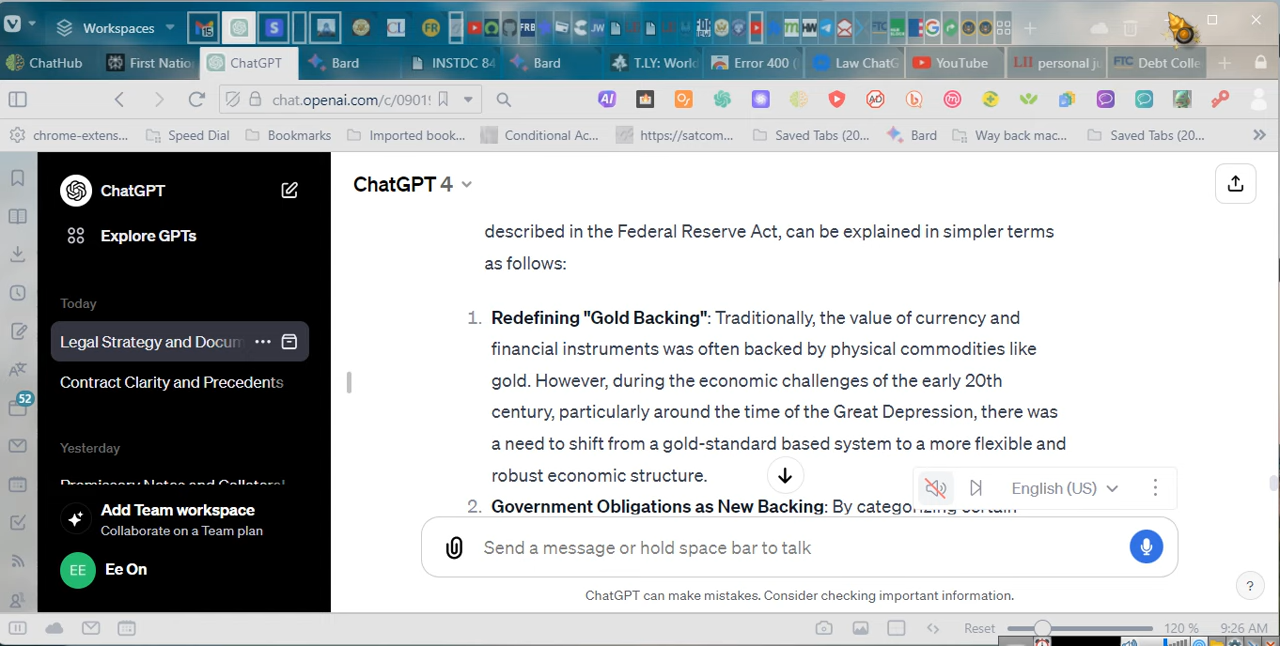 Workspaces
ChatHub
First Natio
ChatGPT
Bard
INSTDC 84
Bard
T.LY: Worl
Error 400 (
Law ChatG
YouTube
LII personal ju
FTC Debt Colle
chat.openai.com/c/0901!
chrome-extens...
Speed Dial
Bookmarks
Imported book...
Conditional Ac...
https://satcom...
Saved Tabs (20...
Bard
Way back mac...
Saved Tabs (20...
ChatGPT
Explore GPTs
Today
Legal Strategy and Docum
Contract Clarity and Precedents
Yesterday
Promissory Notes and Collateral
Add Team workspace
Collaborate on a Team plan
EE
Ee On
52
ChatGPT 4
described in the Federal Reserve Act, can be explained in simpler terms
as follows:
1. Redefining "Gold Backing": Traditionally, the value of currency and
financial instruments was often backed by physical commodities like
gold. However, during the economic challenges of the early 20th
century, particularly around the time of the Great Depression, there was
a need to shift from a gold-standard based system to a more flexible and
robust economic structure.
2. Government Obligations as New Backing: By categorizing certain
English (US)
Send a message or hold space bar to talk
ChatGPT can make mistakes. Consider checking important information.
?
Reset
120 %
9:26 AM